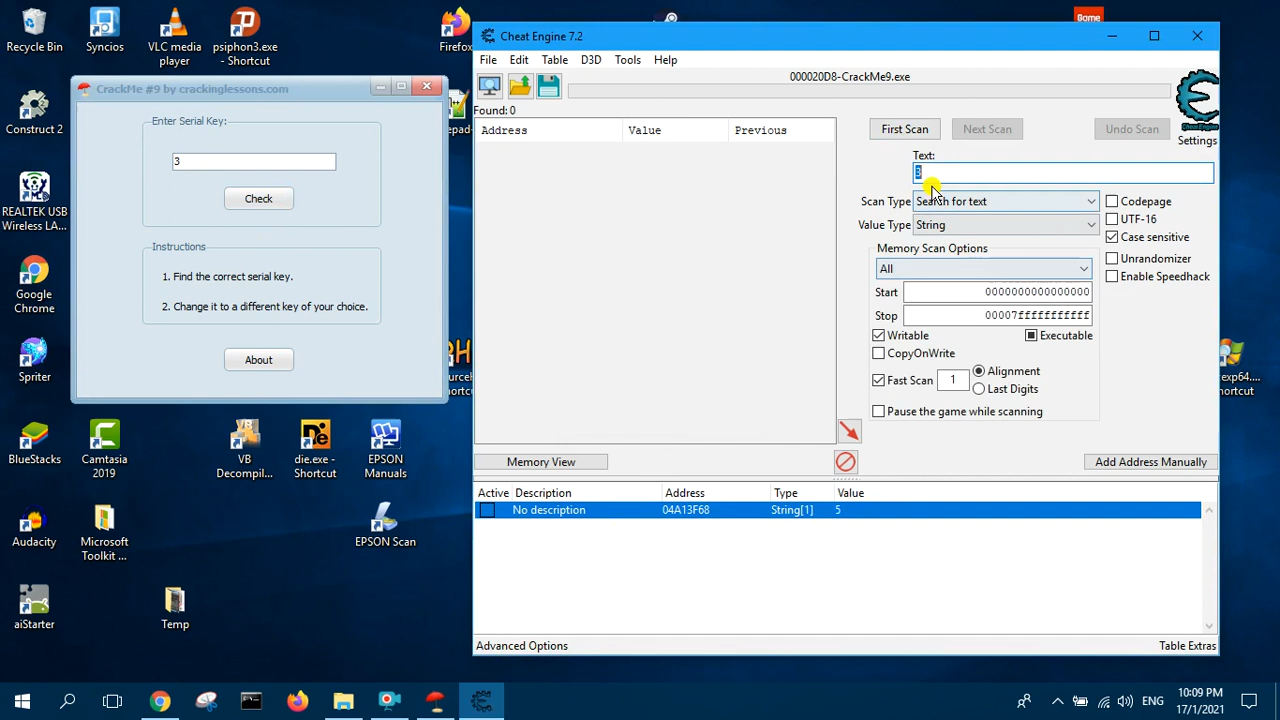 Recycle Bin
Syncios
VLC media
player
psiphon3.exe
- Shortcut
Firefox
Construct 2
REALTEK USB
Wireless LA...
Google
Chrome
Spriter
BlueStacks
Camtasia
2019
VB
Decompil...
die.exe -
Shortcut
EPSON
Manuals
Audacity
Microsoft
Toolkit ...
EPSON Scan
aiStarter
Temp
CrackMe #9 by crackinglessons.com
Enter Serial Key:
3
Check
Instructions
1. Find the correct serial key.
2. Change it to a different key of your choice.
About
Bome
Cheat Engine 7.2
File Edit Table D3D Tools Help
000020D8-CrackMe9.exe
Found: 0
Address Value Previous
First Scan Next Scan Undo Scan
Cheat Engine
Settings
Text:
3
Scan Type Search for text
Value Type String
Codepage
UTF-16
Case sensitive
Unrandomizer
Enable Speedhack
Memory Scan Options
All
Start 0000000000000000
Stop 00007fffffffffff
Writable Executable
CopyOnWrite
Fast Scan 1 Alignment
Last Digits
Pause the game while scanning
Memory View
Add Address Manually
Active Description Address Type Value
No description 04A13F68 String[1] 5
Advanced Options
Table Extras
exp64....
cut
ENG
10:09 PM
17/1/2021